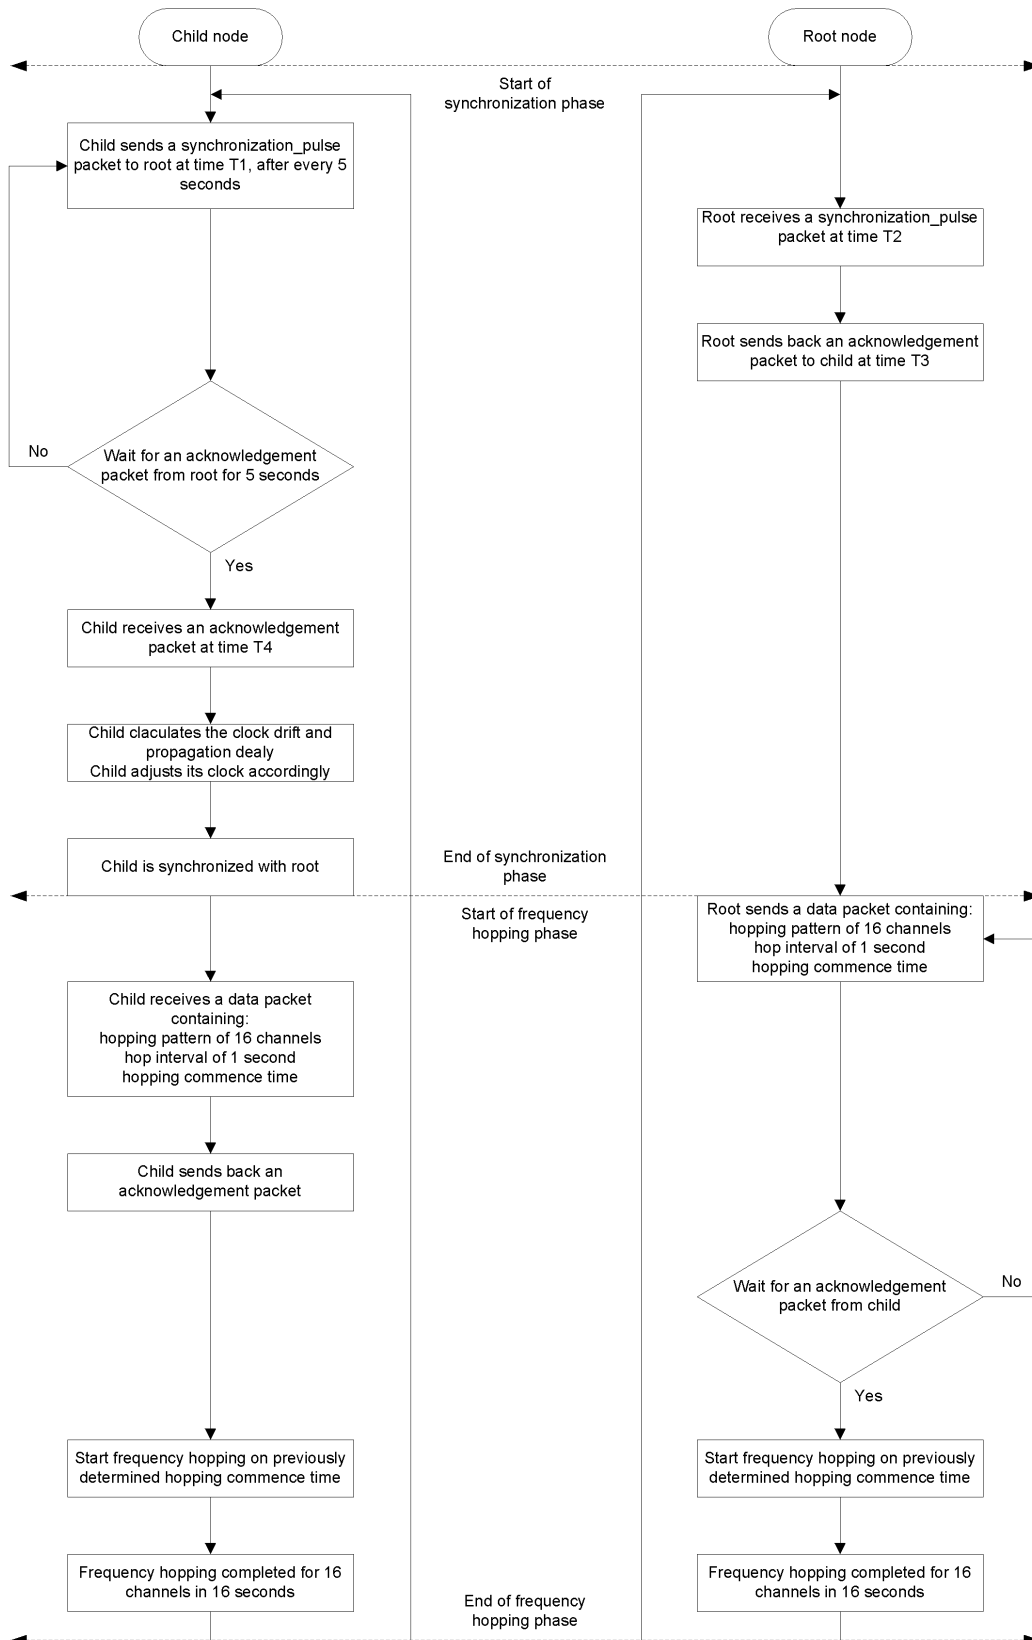 Child node
Root node
Start of
synchronization phase
Child sends a synchronization_pulse
packet to root at time T1, after every 5
seconds
Root receives a synchronization_pulse
packet at time T2
Root sends back an acknowledgement
packet to child at time T3
No
Wait for an acknowledgement
packet from root for 5 seconds
Yes
Child receives an acknowledgement
packet at time T4
Child claculates the clock drift and
propagation dealy
Child adjusts its clock accordingly
Child is synchronized with root
End of synchronization
phase
Start of frequency
hopping phase
Root sends a data packet containing:
hopping pattern of 16 channels
hop interval of 1 second
hopping commence time
Child receives a data packet
containing:
hopping pattern of 16 channels
hop interval of 1 second
hopping commence time
Child sends back an
acknowledgement packet
Wait for an acknowledgement
packet from child
No
Yes
Start frequency hopping on previously
determined hopping commence time
Start frequency hopping on previously
determined hopping commence time
Frequency hopping completed for 16
channels in 16 seconds
Frequency hopping completed for 16
channels in 16 seconds
End of frequency
hopping phase